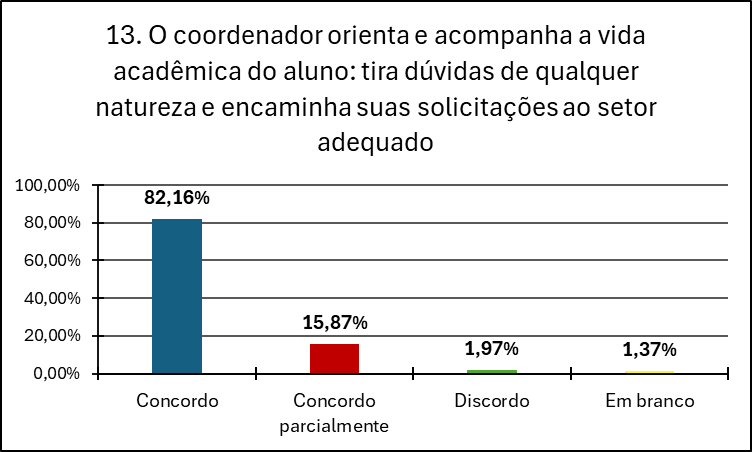 13. O coordenador orienta e acompanha a vida
acadêmica do aluno: tira dúvidas de qualquer
natureza e encaminha suas solicitações ao setor
adequado
100,00%
80,00%
60,00%
40,00%
20,00%
0,00%
82,16%
15,87%
1,97%
1,37%
Concordo
Concordo
parcialmente
Discordo
Em branco